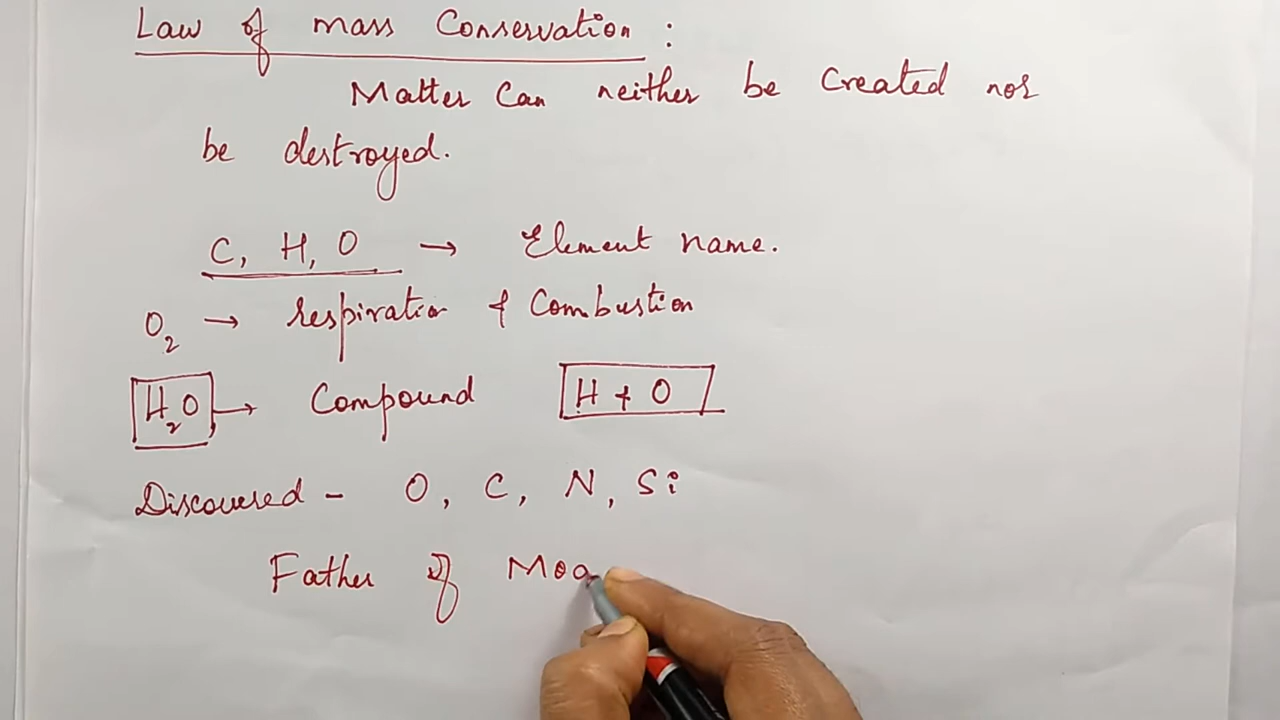 Law of mass Conservation :
Matter Can neither be Created nor
be destroyed.
C, H, O → Element name.
O₂ → respiration & Combustion
H₂O → Compound H + O
Discovered - O, C, N, Si
Father of Mod